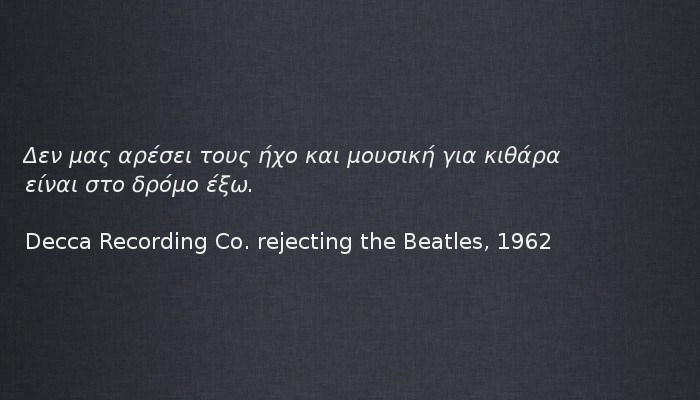 Δεν μας αρέσει τους ήχο και μουσική για κιθάρα
είναι στο δρόμο έξω.
Decca Recording Co. rejecting the Beatles, 1962